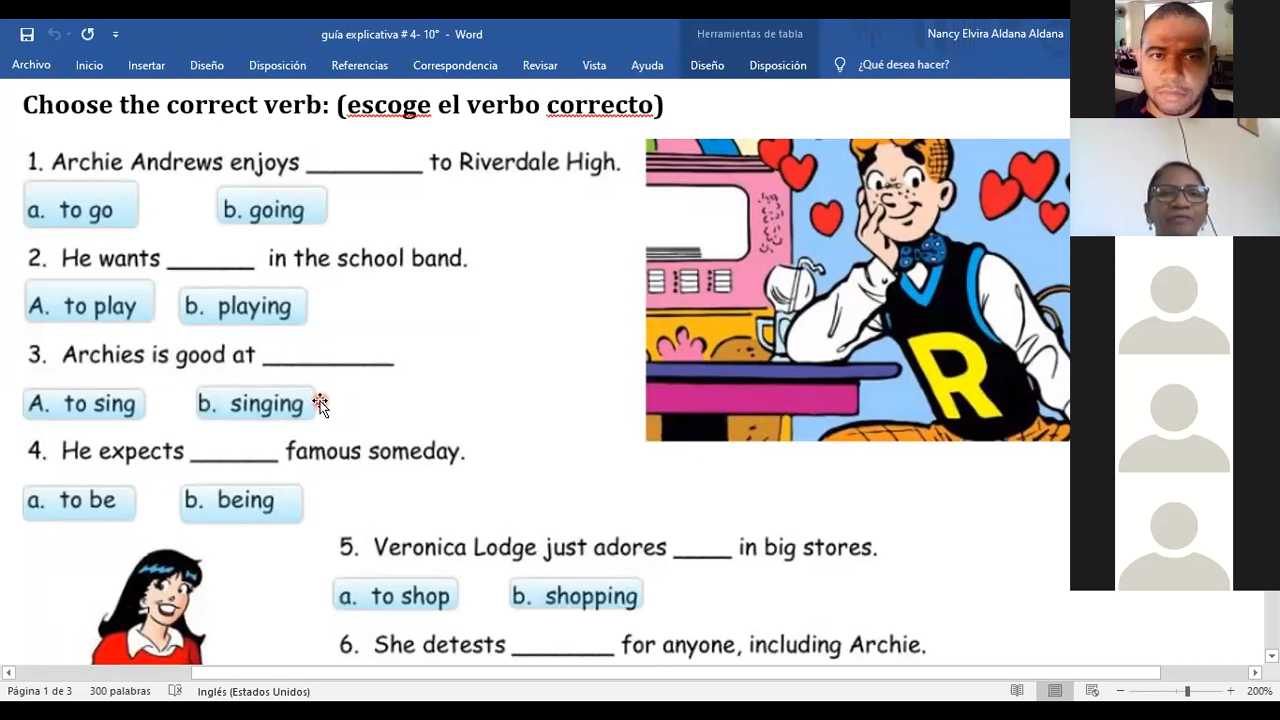 guía explicativa # 4- 10° - Word
Herramientas de tabla
Nancy Elvira Aldana Aldana
Archivo Inicio Insertar Diseño Disposición Referencias Correspondencia Revisar Vista Ayuda Diseño Disposición ¿Qué desea hacer?
Choose the correct verb: (escoge el verbo correcto)
1. Archie Andrews enjoys _________ to Riverdale High.
a. to go b. going
2. He wants _______ in the school band.
A. to play b. playing
3. Archies is good at __________
A. to sing b. singing
4. He expects _______ famous someday.
a. to be b. being
R
5. Veronica Lodge just adores ____ in big stores.
a. to shop b. shopping
6. She detests ________ for anyone, including Archie.
Página 1 de 3 300 palabras Inglés (Estados Unidos) 200%